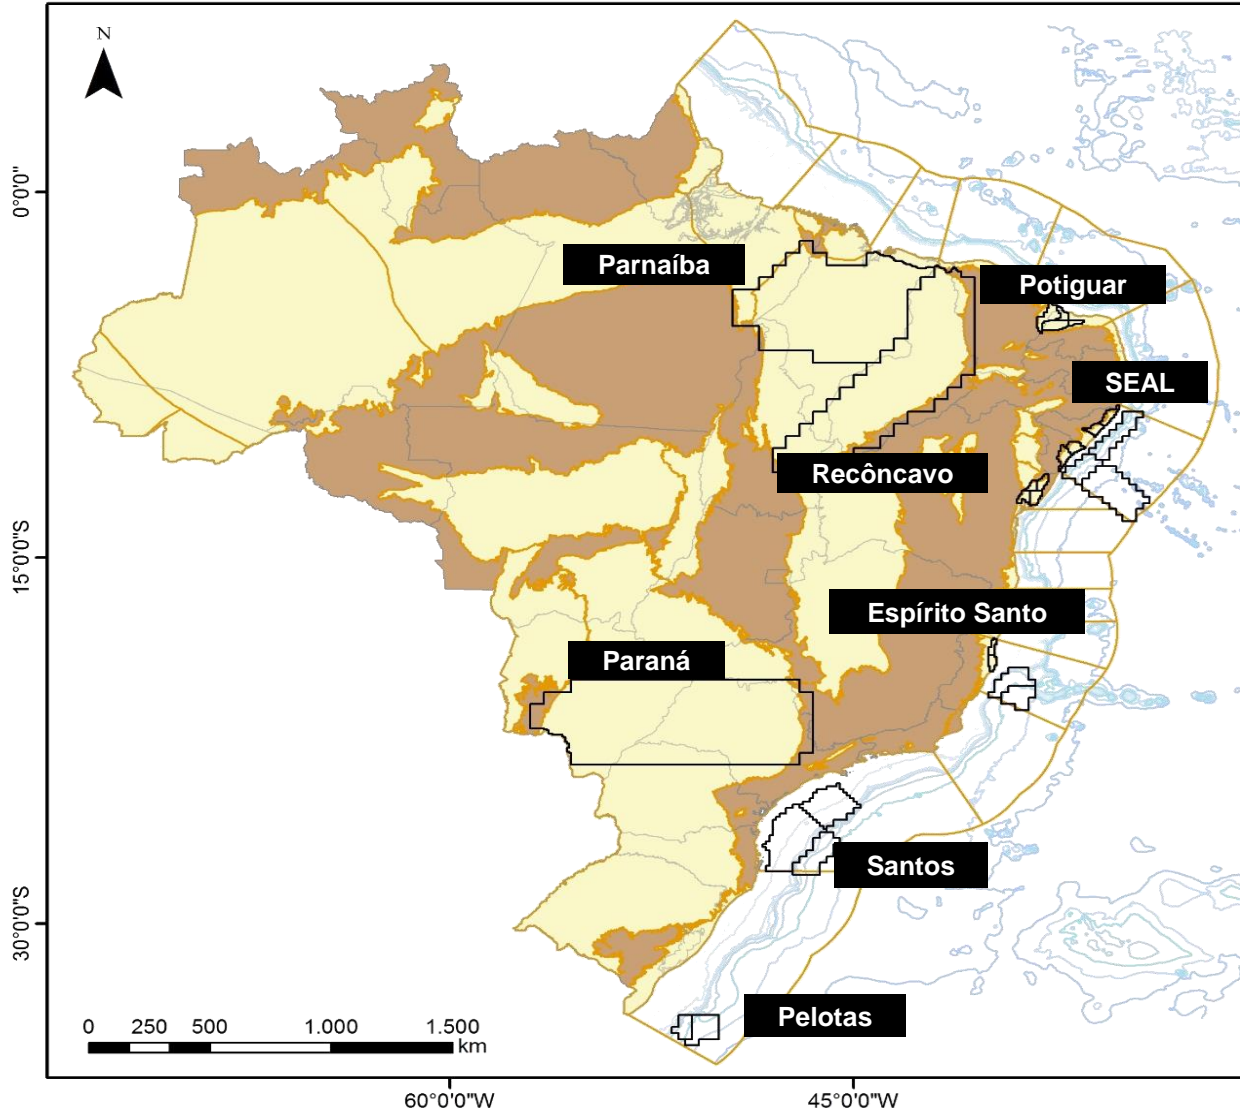 N
0°0'0"
Parnaíba
Potiguar
SEAL
Recôncavo
15°0'0"S
Espírito Santo
Paraná
Santos
30°0'0"S
Pelotas
0 250 500 1.000 1.500
km
60°0'0"W 45°0'0"W